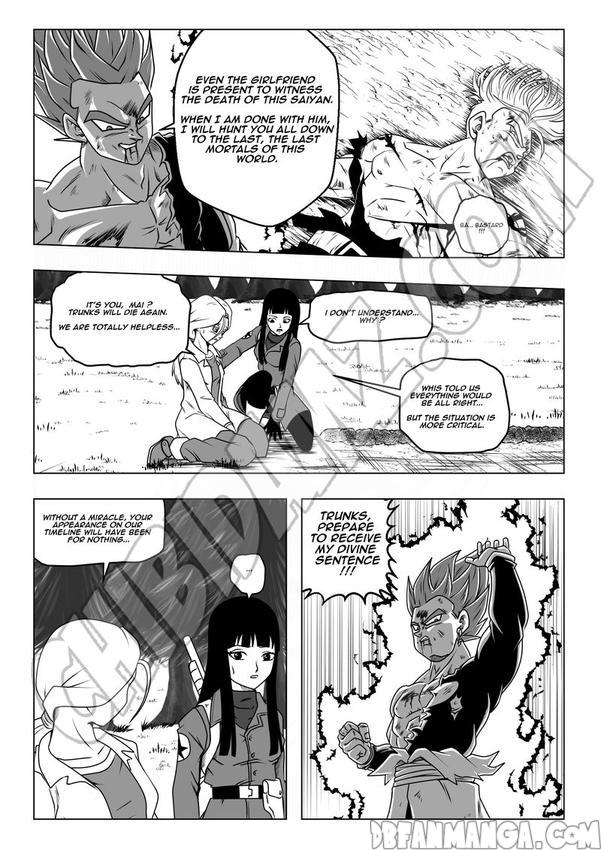 EVEN THE GIRLFRIEND
IS PRESENT TO WITNESS
THE DEATH OF THIS SAIYAN.
WHEN I AM DONE WITH HIM,
I WILL HUNT YOU ALL DOWN
TO THE LAST, THE LAST
MORTALS OF THIS
WORLD.
BA... BASTARD
!!!
IT'S YOU, MAI ?
TRUNKS WILL DIE AGAIN.
WE ARE TOTALLY HELPLESS...
I DON'T UNDERSTAND...
WHY ?
WHIS TOLD US
EVERYTHING WOULD
BE ALL RIGHT...
BUT THE SITUATION IS
MORE CRITICAL.
WITHOUT A MIRACLE, YOUR
APPEARANCE ON OUR
TIMELINE WILL HAVE BEEN
FOR NOTHING...
...
TRUNKS,
PREPARE
TO RECEIVE
MY DIVINE
SENTENCE
!!!
DBFANMANGA.COM